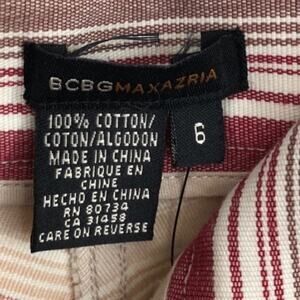 BCBGMAXAZRIA
100% COTTON/
COTON/ALGODON
MADE IN CHINA
FABRIQUE EN
CHINE
HECHO EN CHINA
RN 80734
CA 31458
CARE ON REVERSE
6